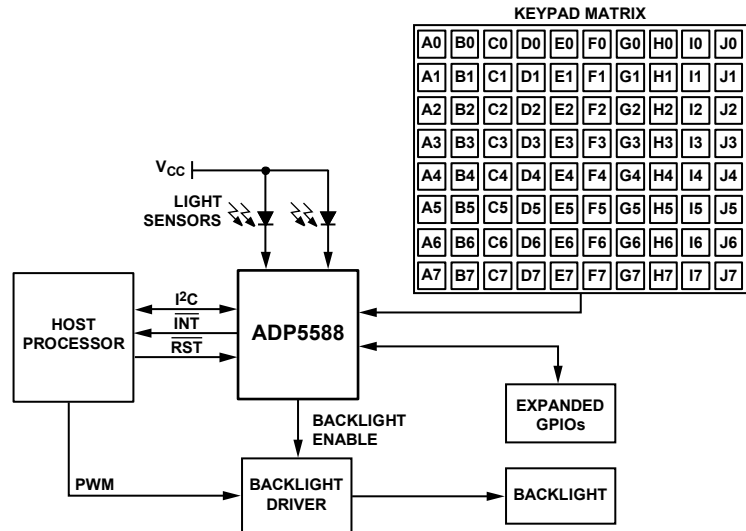 KEYPAD MATRIX
A0 B0 C0 D0 E0 F0 G0 H0 I0 J0
A1 B1 C1 D1 E1 F1 G1 H1 I1 J1
A2 B2 C2 D2 E2 F2 G2 H2 I2 J2
A3 B3 C3 D3 E3 F3 G3 H3 I3 J3
A4 B4 C4 D4 E4 F4 G4 H4 I4 J4
A5 B5 C5 D5 E5 F5 G5 H5 I5 J5
A6 B6 C6 D6 E6 F6 G6 H6 I6 J6
A7 B7 C7 D7 E7 F7 G7 H7 I7 J7
VCC
LIGHT
SENSORS
HOST
PROCESSOR
I²C
INT
RST
ADP5588
BACKLIGHT
ENABLE
EXPANDED
GPIOs
PWM
BACKLIGHT
DRIVER
BACKLIGHT